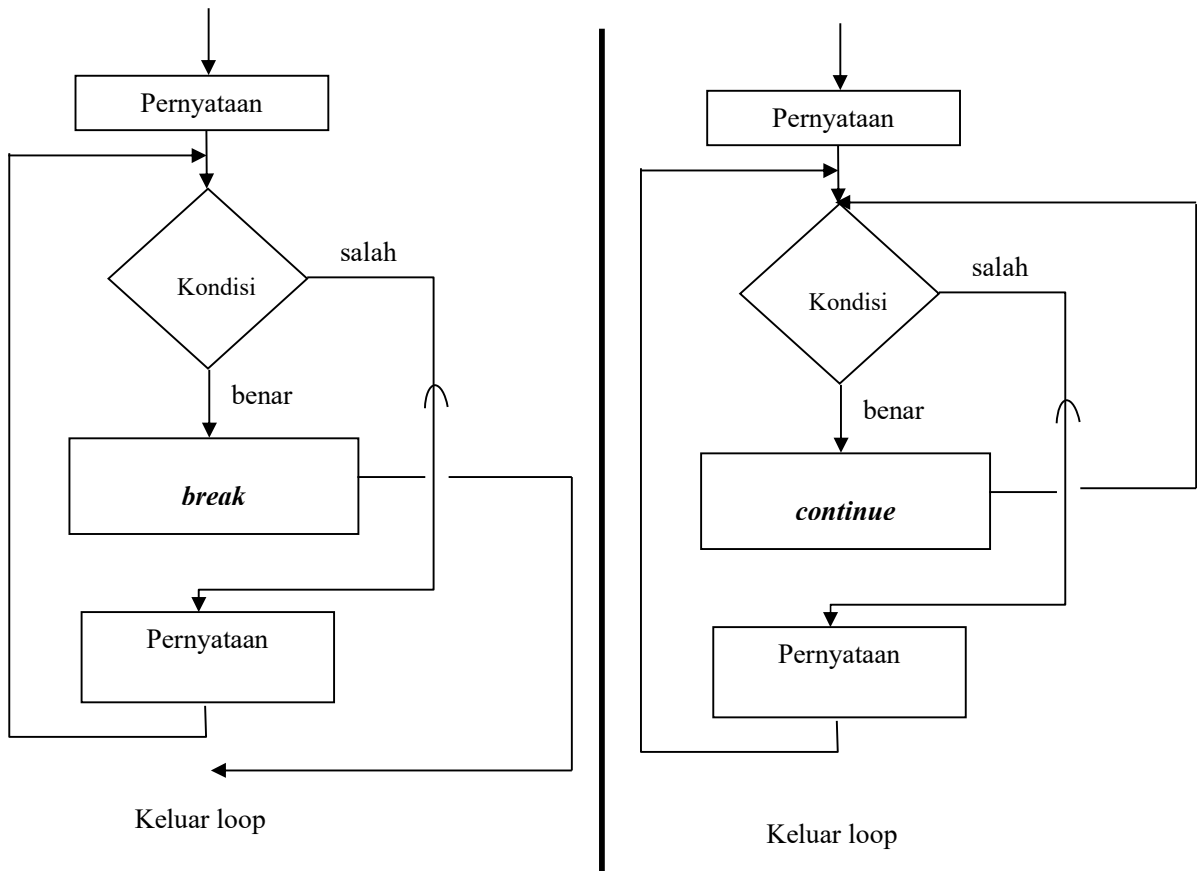 Pernyataan
Kondisi
salah
benar
break
Pernyataan
Keluar loop
Pernyataan
Kondisi
salah
benar
continue
Pernyataan
Keluar loop